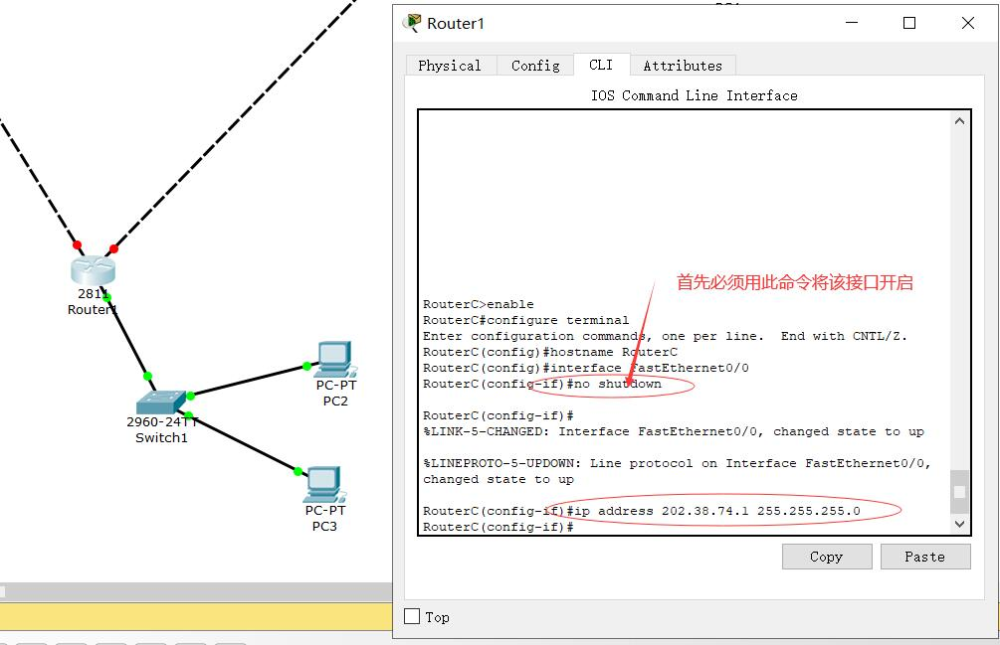 Router1
Physical Config CLI Attributes
IOS Command Line Interface
首先必须用此命令将该接口开启
RouterC>enable
RouterC#configure terminal
Enter configuration commands, one per line.  End with CNTL/Z.
RouterC(config)#hostname RouterC
RouterC(config)#interface FastEthernet0/0
RouterC(config-if)#no shutdown
RouterC(config-if)#
%LINK-5-CHANGED: Interface FastEthernet0/0, changed state to up
%LINEPROTO-5-UPDOWN: Line protocol on Interface FastEthernet0/0,
changed state to up
RouterC(config-if)#ip address 202.38.74.1 255.255.255.0
RouterC(config-if)#
Copy Paste
Top
2811
Router1
PC-PT
PC2
2960-24TT
Switch1
PC-PT
PC3